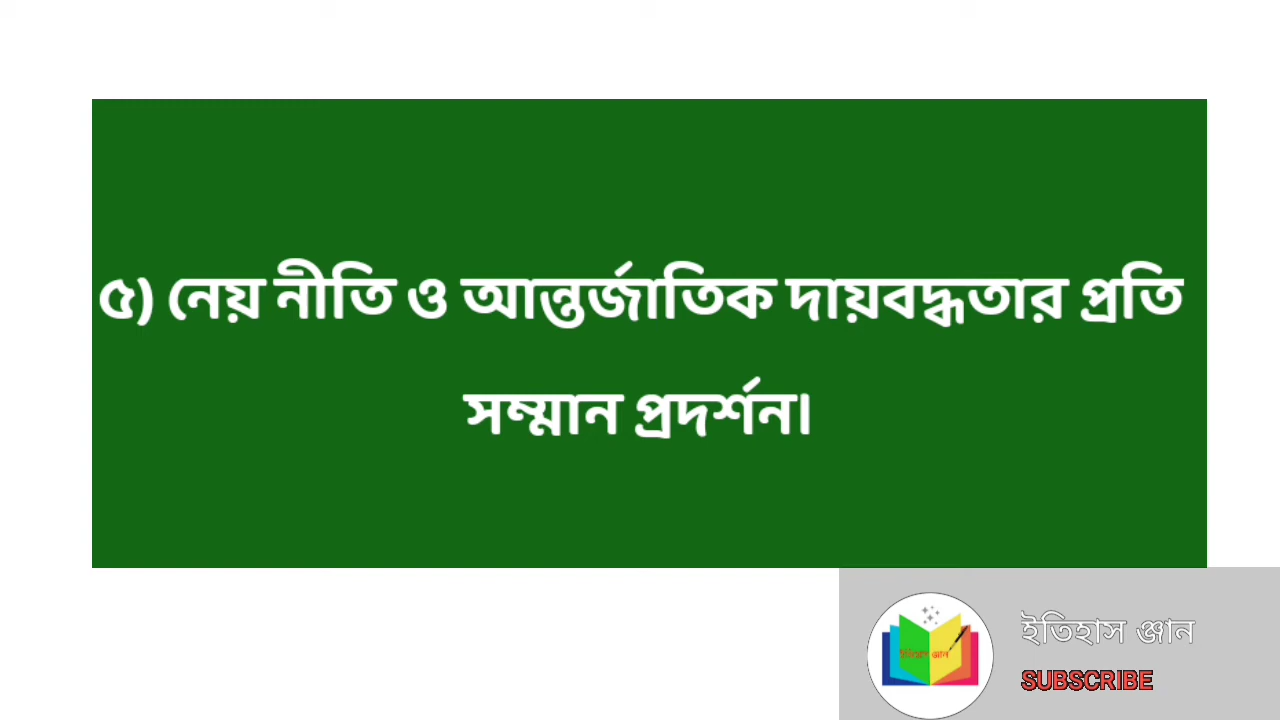 ৫) নেয় নীতি ও আন্তর্জাতিক দায়বদ্ধতার প্রতি
সম্মান প্রদর্শন।
ইতিহাস জ্ঞান
SUBSCRIBE